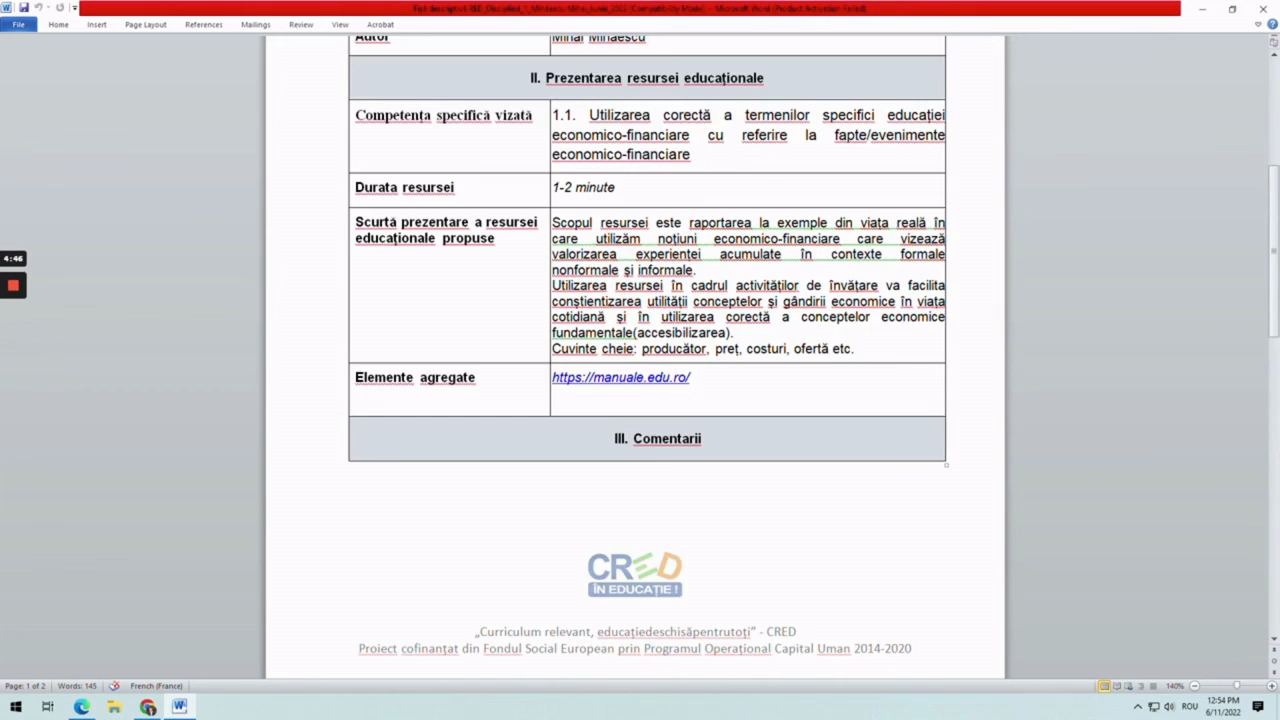 File Home Insert Page Layout References Mailings Review View Acrobat
Autor Mihai Mihăescu
II. Prezentarea resursei educaționale
Competența specifică vizată
1.1. Utilizarea corectă a termenilor specifici educației
economico-financiare cu referire la fapte/evenimente
economico-financiare
Durata resursei
1-2 minute
Scurtă prezentare a resursei
educaționale propuse
Scopul resursei este raportarea la exemple din viața reală în
care utilizăm noțiuni economico-financiare care vizează
valorizarea experienței acumulate în contexte formale
nonformale și informale.
Utilizarea resursei în cadrul activităților de învățare va facilita
conștientizarea utilității conceptelor și gândirii economice în viața
cotidiană și în utilizarea corectă a conceptelor economice
fundamentale(accesibilizarea).
Cuvinte cheie: producător, preț, costuri, ofertă etc.
Elemente agregate
https://manuale.edu.ro/
III. Comentarii
4:46
CRED
ÎN EDUCAȚIE !
„Curriculum relevant, educațiedeschisăpentrutoți” - CRED
Proiect cofinanțat din Fondul Social European prin Programul Operațional Capital Uman 2014-2020
Page: 1 of 2 Words: 145 French (France) 140%
ROU 12:54 PM
6/11/2022